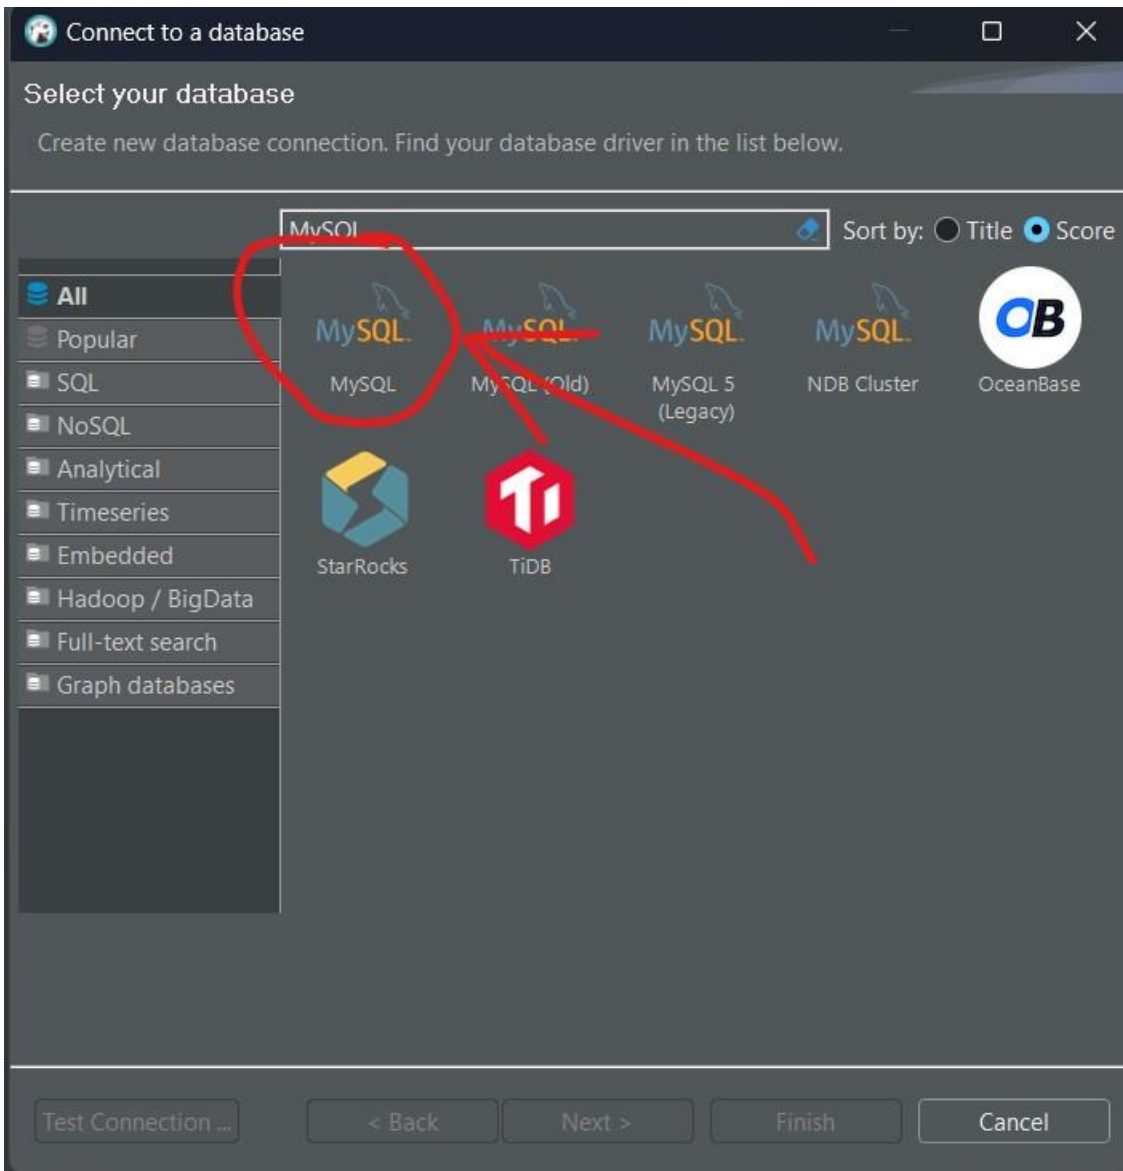 Connect to a database
Select your database
Create new database connection. Find your database driver in the list below.
MySQL
Sort by: Title Score
All
Popular
SQL
NoSQL
Analytical
Timeseries
Embedded
Hadoop / BigData
Full-text search
Graph databases
MySQL MySQL MySQL MySQL OB
MySQL MySQL (Old) MySQL 5 (Legacy) NDB Cluster OceanBase
Ti
StarRocks TiDB
Test Connection ... < Back Next > Finish Cancel